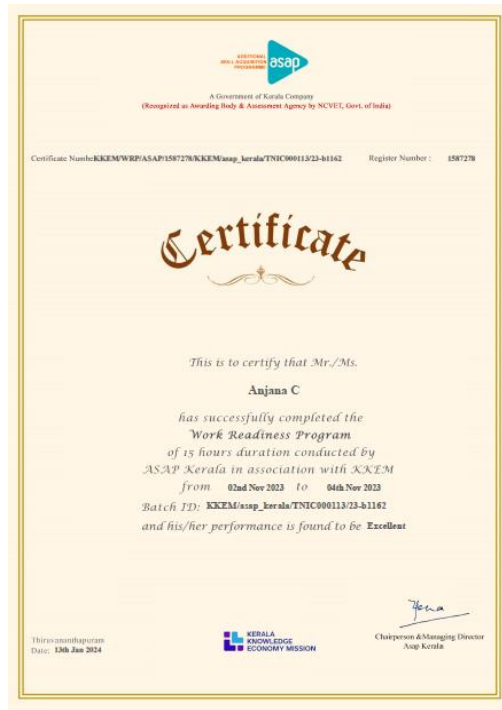 ADDITIONAL
SKILL ACQUISITION
PROGRAMME
asap
A Government of Kerala Company
(Recognized as Awarding Body & Assessment Agency by NCVET, Govt. of India)
Certificate Numbe:KKEM/WRP/ASAP/1587278/KKEM/asap_kerala/TNIC000113/23-b1162 Register Number : 1587278
Certificate
This is to certify that Mr./Ms.
Anjana C
has successfully completed the
Work Readiness Program
of 15 hours duration conducted by
ASAP Kerala in association with KKEM
from 02nd Nov 2023 to 04th Nov 2023
Batch ID: KKEM/asap_kerala/TNIC000113/23-b1162
and his/her performance is found to be Excellent
Thiruvananthapuram
Date: 13th Jan 2024
KERALA
KNOWLEDGE
ECONOMY MISSION
Chairperson & Managing Director
Asap Kerala